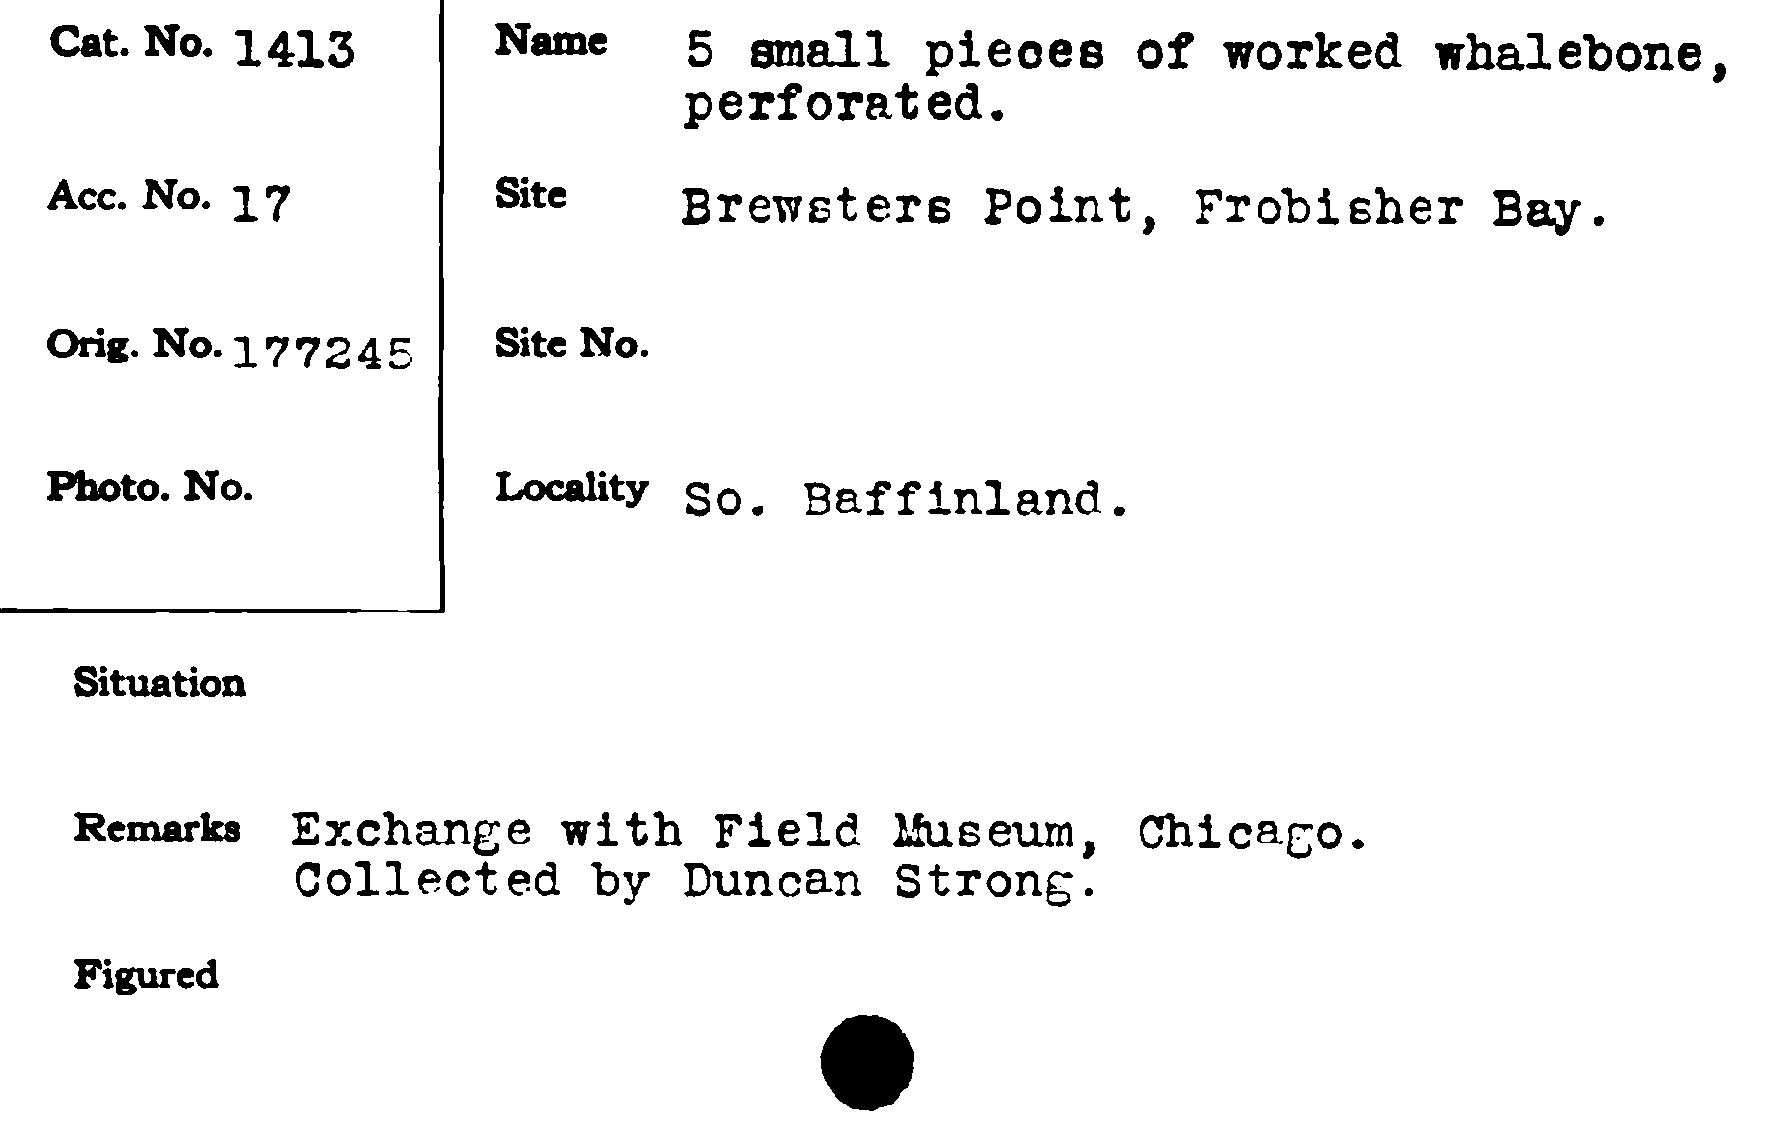 Cat. No. 1413
Name 5 small pieces of worked whalebone,
perforated.
Acc. No. 17
Site Brewsters Point, Frobisher Bay.
Orig. No. 177245
Site No.
Photo. No.
Locality So. Baffinland.
Situation
Remarks Exchange with Field Museum, Chicago.
Collected by Duncan Strong.
Figured